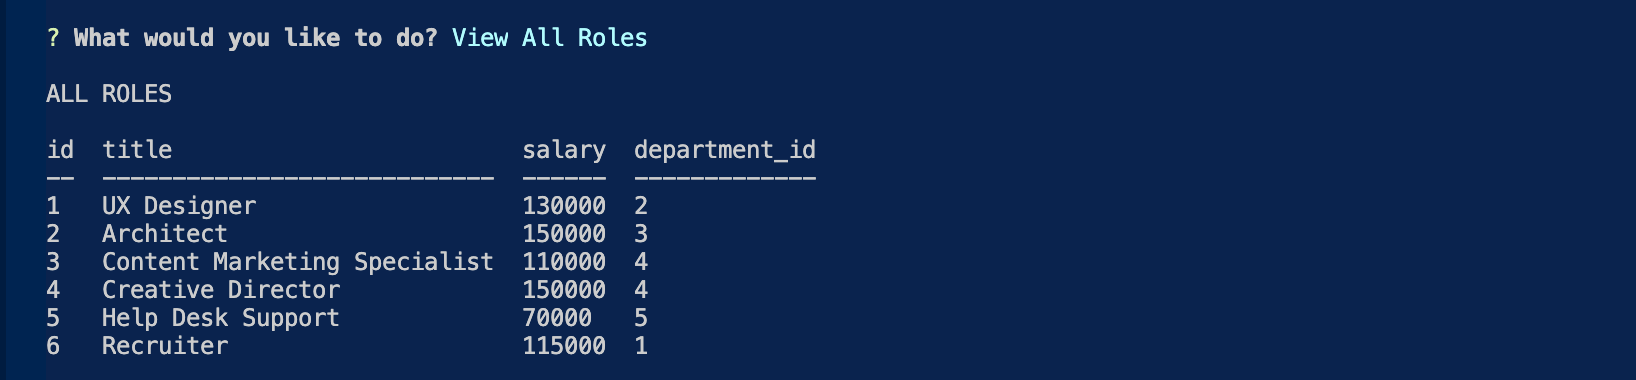 ? What would you like to do? View All Roles
ALL ROLES
id  title                         salary  department_id
--  ----------------------------  ------  -------------
1   UX Designer                   130000  2
2   Architect                     150000  3
3   Content Marketing Specialist  110000  4
4   Creative Director             150000  4
5   Help Desk Support             70000   5
6   Recruiter                     115000  1